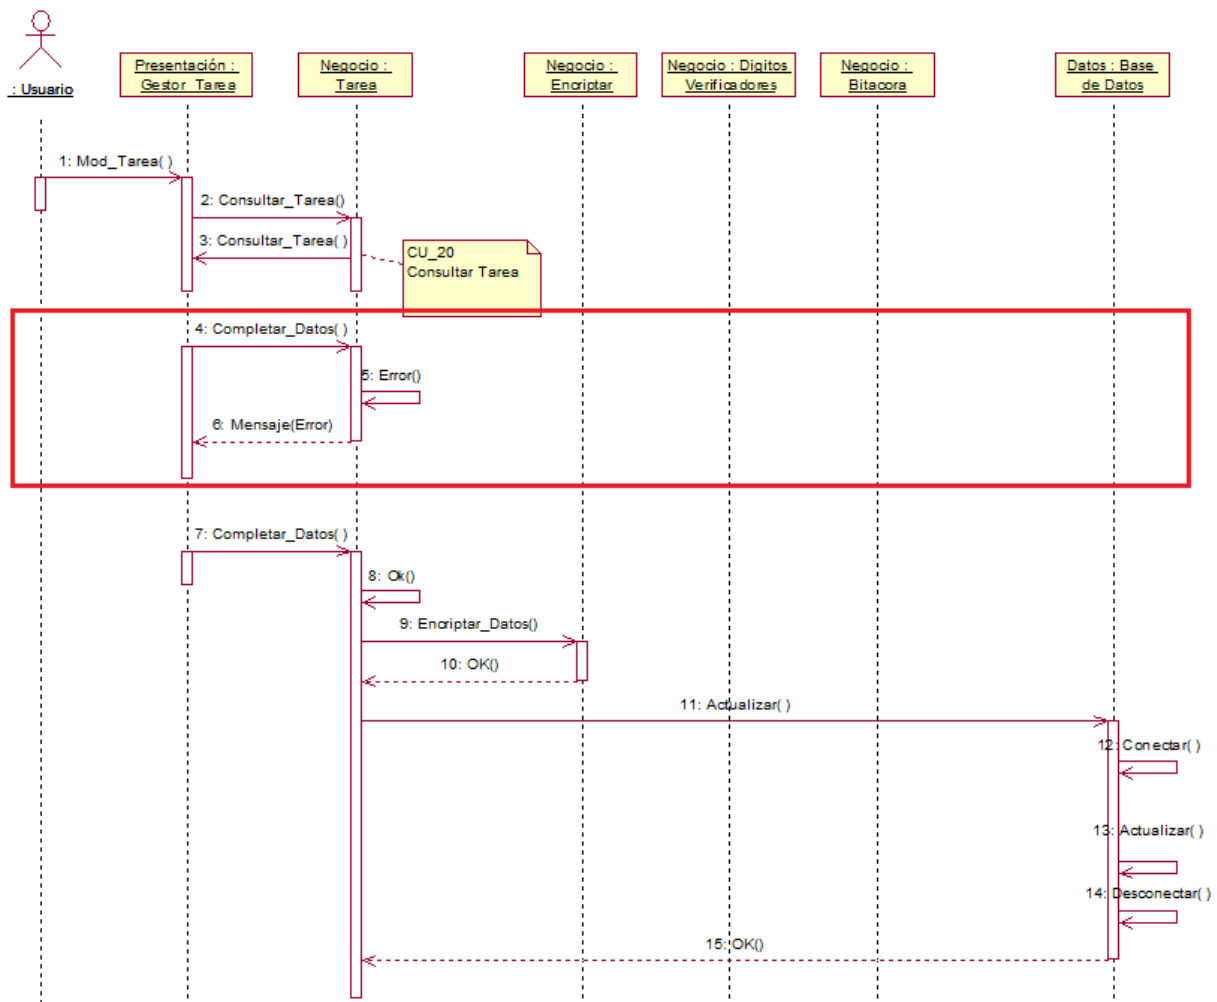 : Usuario
Presentación :
Gestor_Tarea
Negocio :
Tarea
Negocio :
Encriptar
Negocio : Digitos
Verificadores
Negocio :
Bitacora
Datos : Base
de Datos
1: Mod_Tarea( )
2: Consultar_Tarea()
3: Consultar_Tarea( )
CU_20
Consultar Tarea
4: Completar_Datos( )
5: Error()
6: Mensaje(Error)
7: Completar_Datos( )
8: Ok()
9: Encriptar_Datos()
10: OK()
11: Actualizar( )
12: Conectar( )
13: Actualizar( )
14: Desconectar( )
15: OK()